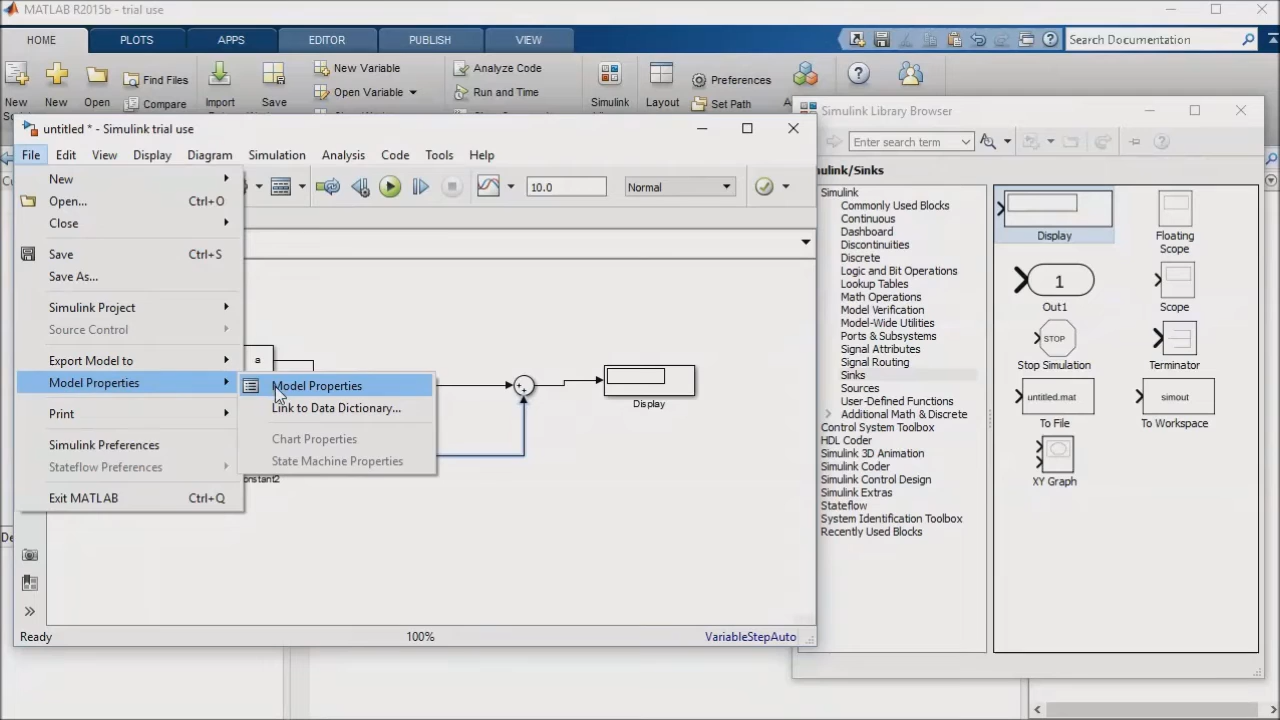 MATLAB R2015b - trial use
HOME
PLOTS
APPS
EDITOR
PUBLISH
VIEW
Search Documentation
New
New
Open
Find Files
Compare
Import
Save
New Variable
Open Variable
Analyze Code
Run and Time
Simulink
Layout
Preferences
Set Path
untitled * - Simulink trial use
File
Edit
View
Display
Diagram
Simulation
Analysis
Code
Tools
Help
10.0
Normal
New
Open...
Ctrl+O
Close
Save
Ctrl+S
Save As...
Simulink Project
Source Control
Export Model to
Model Properties
Print
Simulink Preferences
Stateflow Preferences
Exit MATLAB
Ctrl+Q
Model Properties
Link to Data Dictionary...
Chart Properties
State Machine Properties
a
onstant2
Display
Ready
100%
VariableStepAuto
Simulink Library Browser
Enter search term
ulink/Sinks
Simulink
Commonly Used Blocks
Continuous
Dashboard
Discontinuities
Discrete
Logic and Bit Operations
Lookup Tables
Math Operations
Model Verification
Model-Wide Utilities
Ports & Subsystems
Signal Attributes
Signal Routing
Sinks
Sources
User-Defined Functions
Additional Math & Discrete
Control System Toolbox
HDL Coder
Simulink 3D Animation
Simulink Coder
Simulink Control Design
Simulink Extras
Stateflow
System Identification Toolbox
Recently Used Blocks
Display
Floating
Scope
1
Out1
Scope
STOP
Stop Simulation
Terminator
untitled.mat
To File
simout
To Workspace
XY Graph